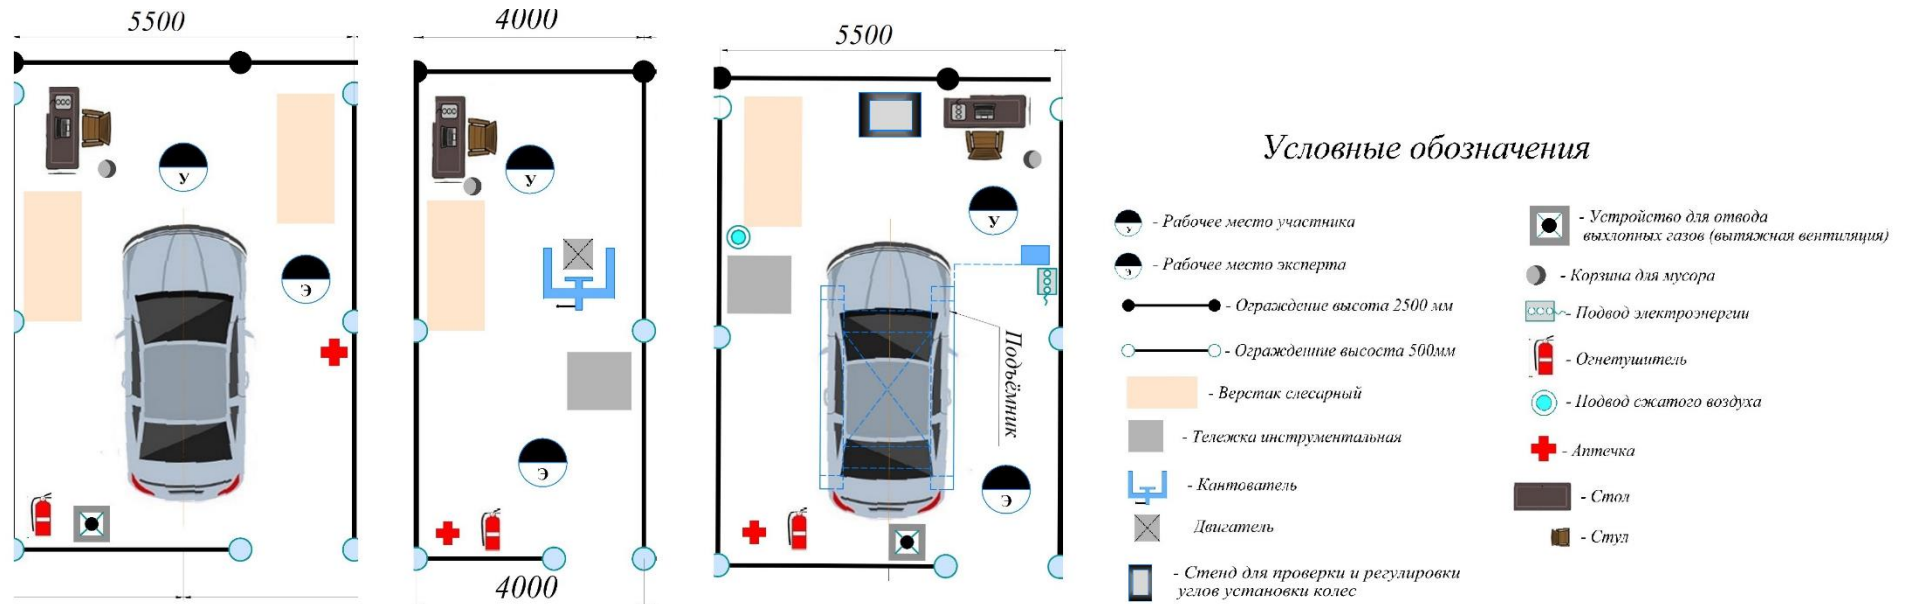 5500
У
Э
4000
У
Э
4000
5500
У
Подъёмник
Э
Условные обозначения
У
- Рабочее место участника
Э
- Рабочее место эксперта
- Ограждение высота 2500 мм
- Огражденние высоста 500мм
- Верстак слесарный
- Тележка инструментальная
- Кантователь
Двигатель
- Стенд для проверки и регулировки
углов установки колес
- Устройство для отвода
выхлопных газов (вытяжная вентиляция)
- Корзина для мусора
- Подвод электроэнергии
- Огнетушитель
- Подвод сжатого воздуха
- Аптечка
- Стол
- Стул